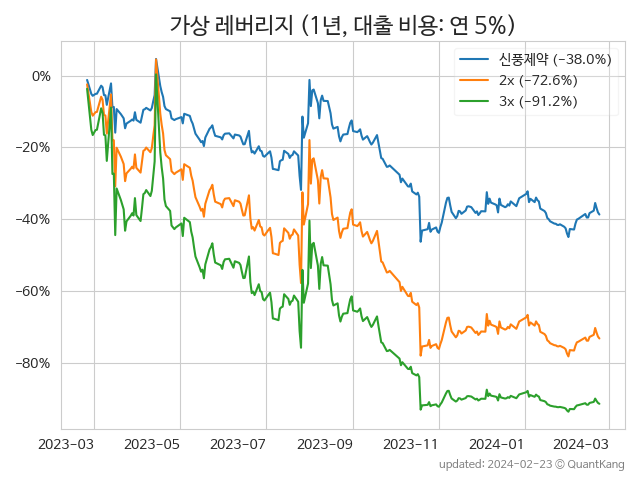 가상 레버리지 (1년, 대출 비용: 연 5%)
신풍제약 (−38.0%)
2x (−72.6%)
3x (−91.2%)
0%
−20%
−40%
−60%
−80%
2023-03 2023-05 2023-07 2023-09 2023-11 2024-01 2024-03
updated: 2024-02-23 © QuantKang